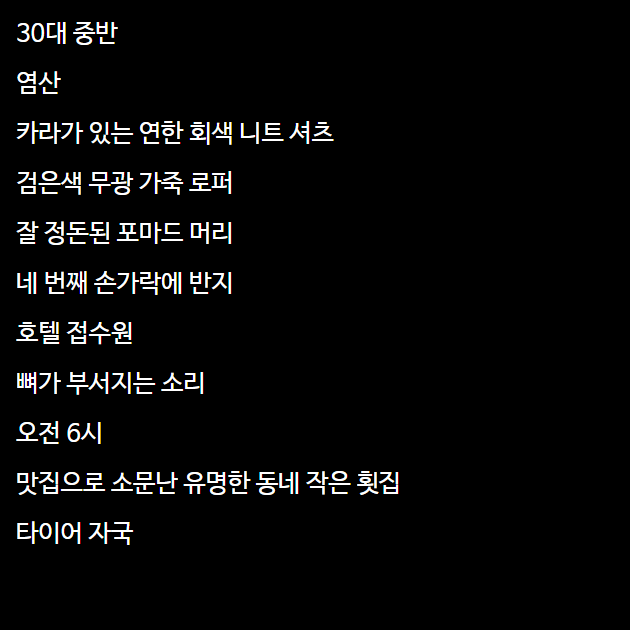 30대 중반
염산
카라가 있는 연한 회색 니트 셔츠
검은색 무광 가죽 로퍼
잘 정돈된 포마드 머리
네 번째 손가락에 반지
호텔 접수원
뼈가 부서지는 소리
오전 6시
맛집으로 소문난 유명한 동네 작은 횟집
타이어 자국